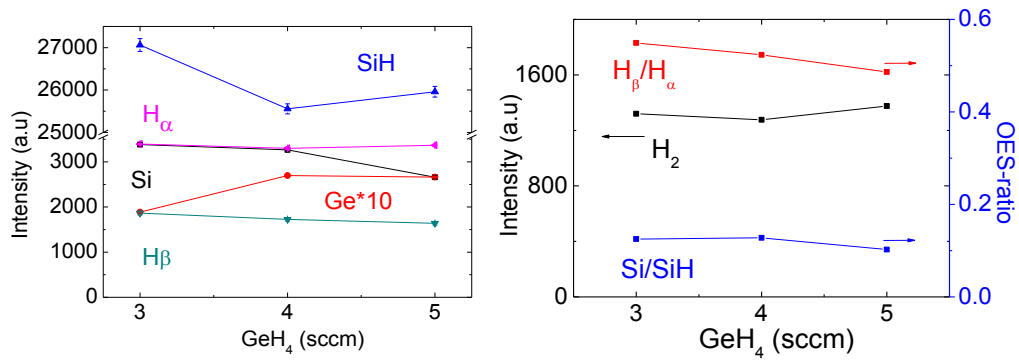 27000
26000
25000
3000
2000
1000
0
Intensity (a.u)
SiH
Hα
Si
Ge*10
Hβ
3
4
5
GeH4 (sccm)
1600
800
0
Intensity (a.u)
Hβ/Hα
H2
Si/SiH
0.6
0.4
0.2
0.0
OES-ratio
3
4
5
GeH4 (sccm)